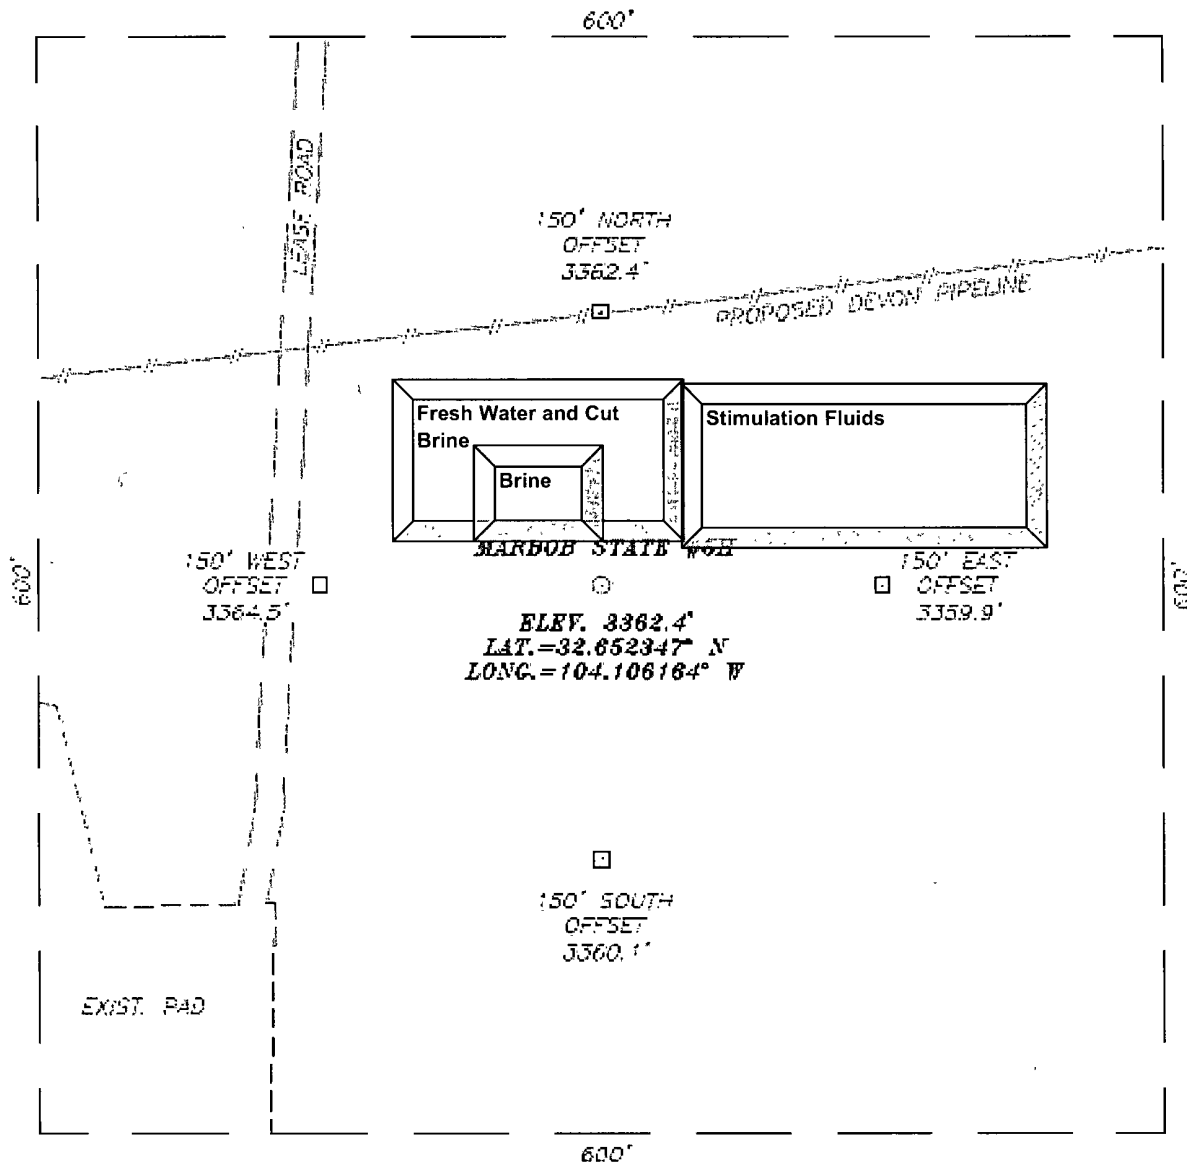 600'
LEASE ROAD
150' NORTH
OFFSET
3362.4'
PROPOSED DEVON PIPELINE
Fresh Water and Cut
Brine
Brine
Stimulation Fluids
MARBOB STATE
150' WEST
OFFSET
3364.5'
150' EAST
OFFSET
3359.9'
600'
600'
ELEV. 3362.4'
LAT.=32.652347° N
LONG.=104.106164° W
150' SOUTH
OFFSET
3360.1'
EXIST. PAD
600'